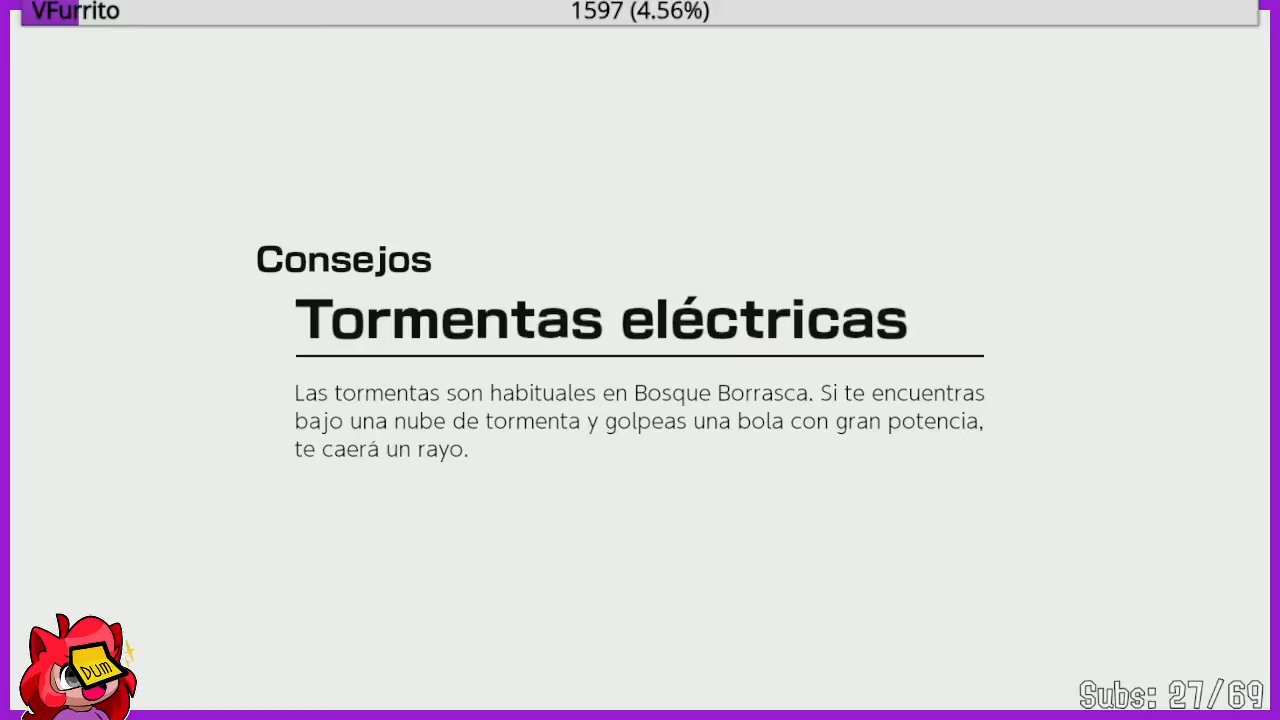 VFurrito
1597 (4.56%)
Consejos
Tormentas eléctricas
Las tormentas son habituales en Bosque Borrasca. Si te encuentras
bajo una nube de tormenta y golpeas una bola con gran potencia,
te caerá un rayo.
DUM
Subs: 27/69